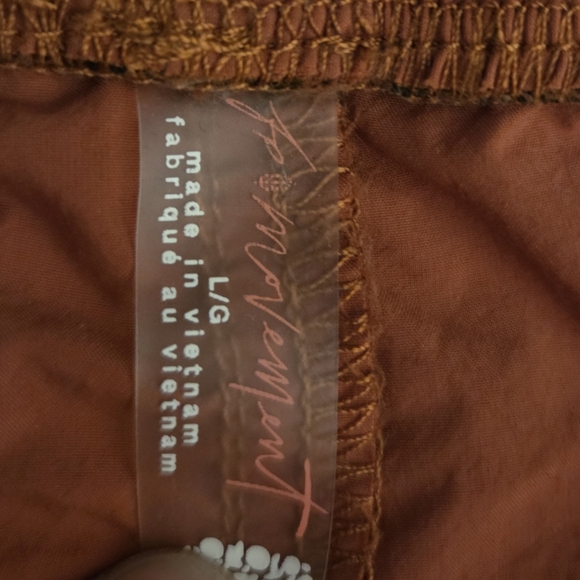 fp movement
L/G
made in vietnam
fabriqué au vietnam